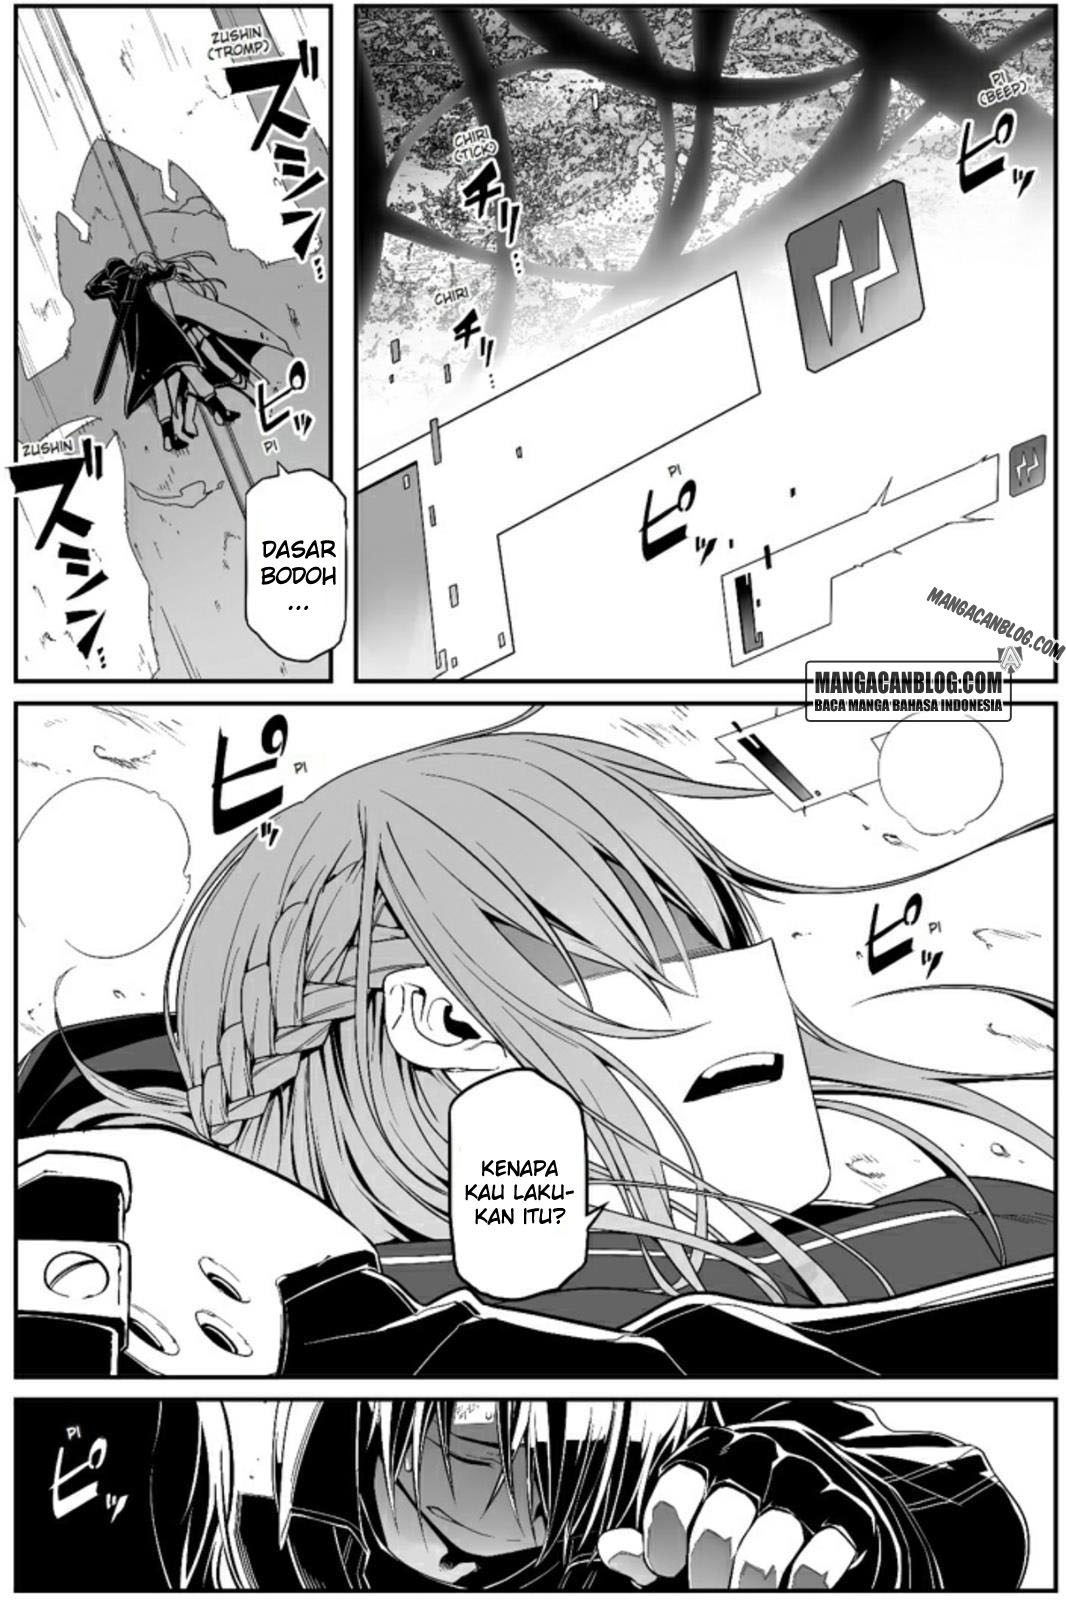 PI
(BEEP)
ピッ
CHIRI
(TICK)
チリッ
CHIRI
チリ…
PI
ピッ
ZUSHIN
(TROMP)
ズシン…
PI
ピッ
ZUSHIN
ズシン
DASAR
BODOH
...
MANGACANBLOG.COM
MANGACANBLOG.COM
BACA MANGA BAHASA INDONESIA
PI
ピッ
PI
ピッ
KENAPA
KAU LAKU-
KAN ITU?
PI
ピッ